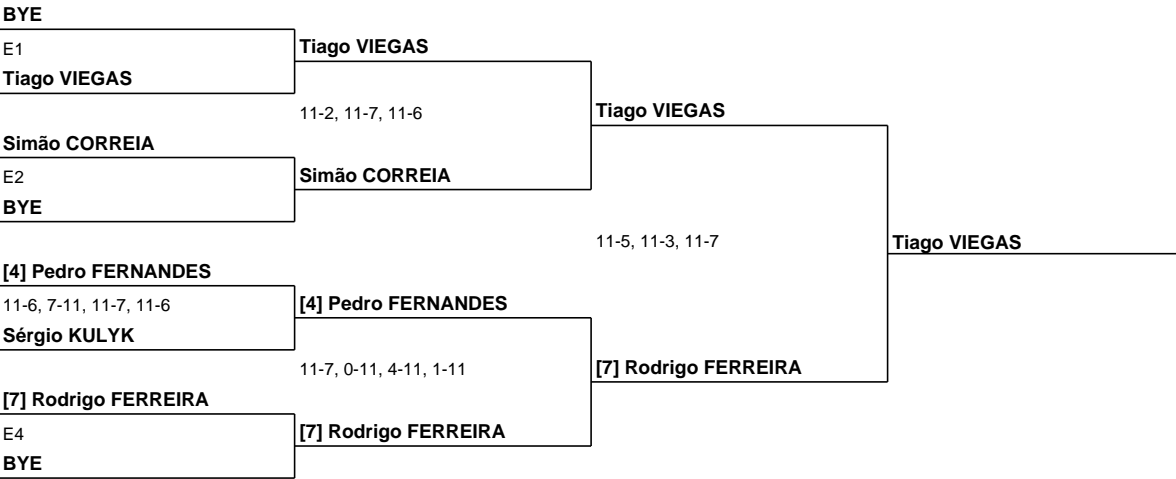 BYE
E1
Tiago VIEGAS
Tiago VIEGAS
11-2, 11-7, 11-6
Tiago VIEGAS
Simão CORREIA
E2
Simão CORREIA
BYE
11-5, 11-3, 11-7
Tiago VIEGAS
[4] Pedro FERNANDES
11-6, 7-11, 11-7, 11-6
[4] Pedro FERNANDES
Sérgio KULYK
11-7, 0-11, 4-11, 1-11
[7] Rodrigo FERREIRA
[7] Rodrigo FERREIRA
E4
[7] Rodrigo FERREIRA
BYE